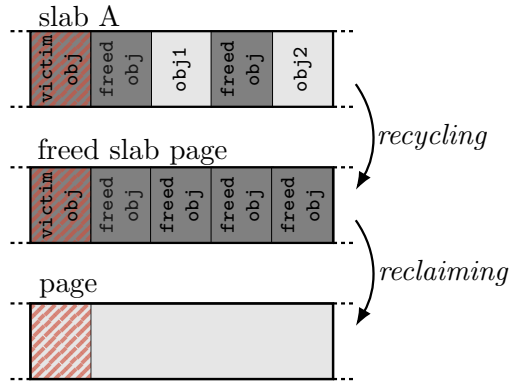 slab A
victim
obj
freed
obj
obj1
freed
obj
obj2
recycling
freed slab page
victim
obj
freed
obj
freed
obj
freed
obj
freed
obj
reclaiming
page